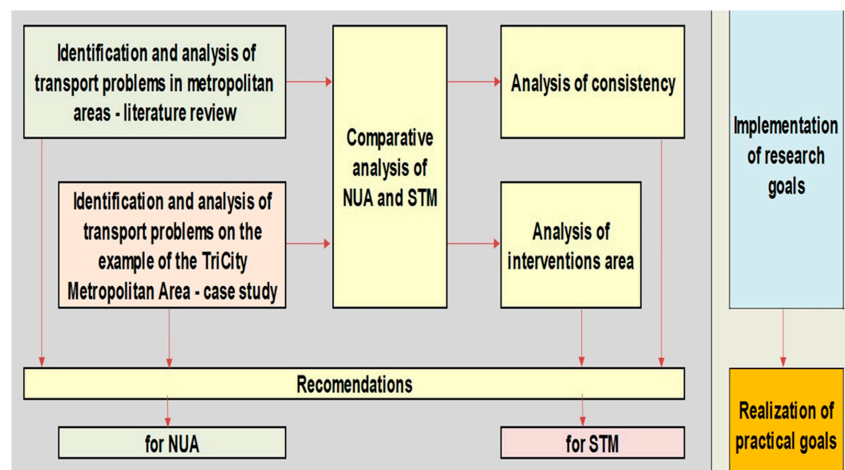 Identification and analysis of
transport problems in metropolitan
areas - literature review
Identification and analysis of
transport problems on the
example of the TriCity
Metropolitan Area - case study
Comparative
analysis of
NUA and STM
Analysis of consistency
Analysis of
interventions area
Recomendations
for NUA
for STM
Implementation
of research
goals
Realization of
practical goals